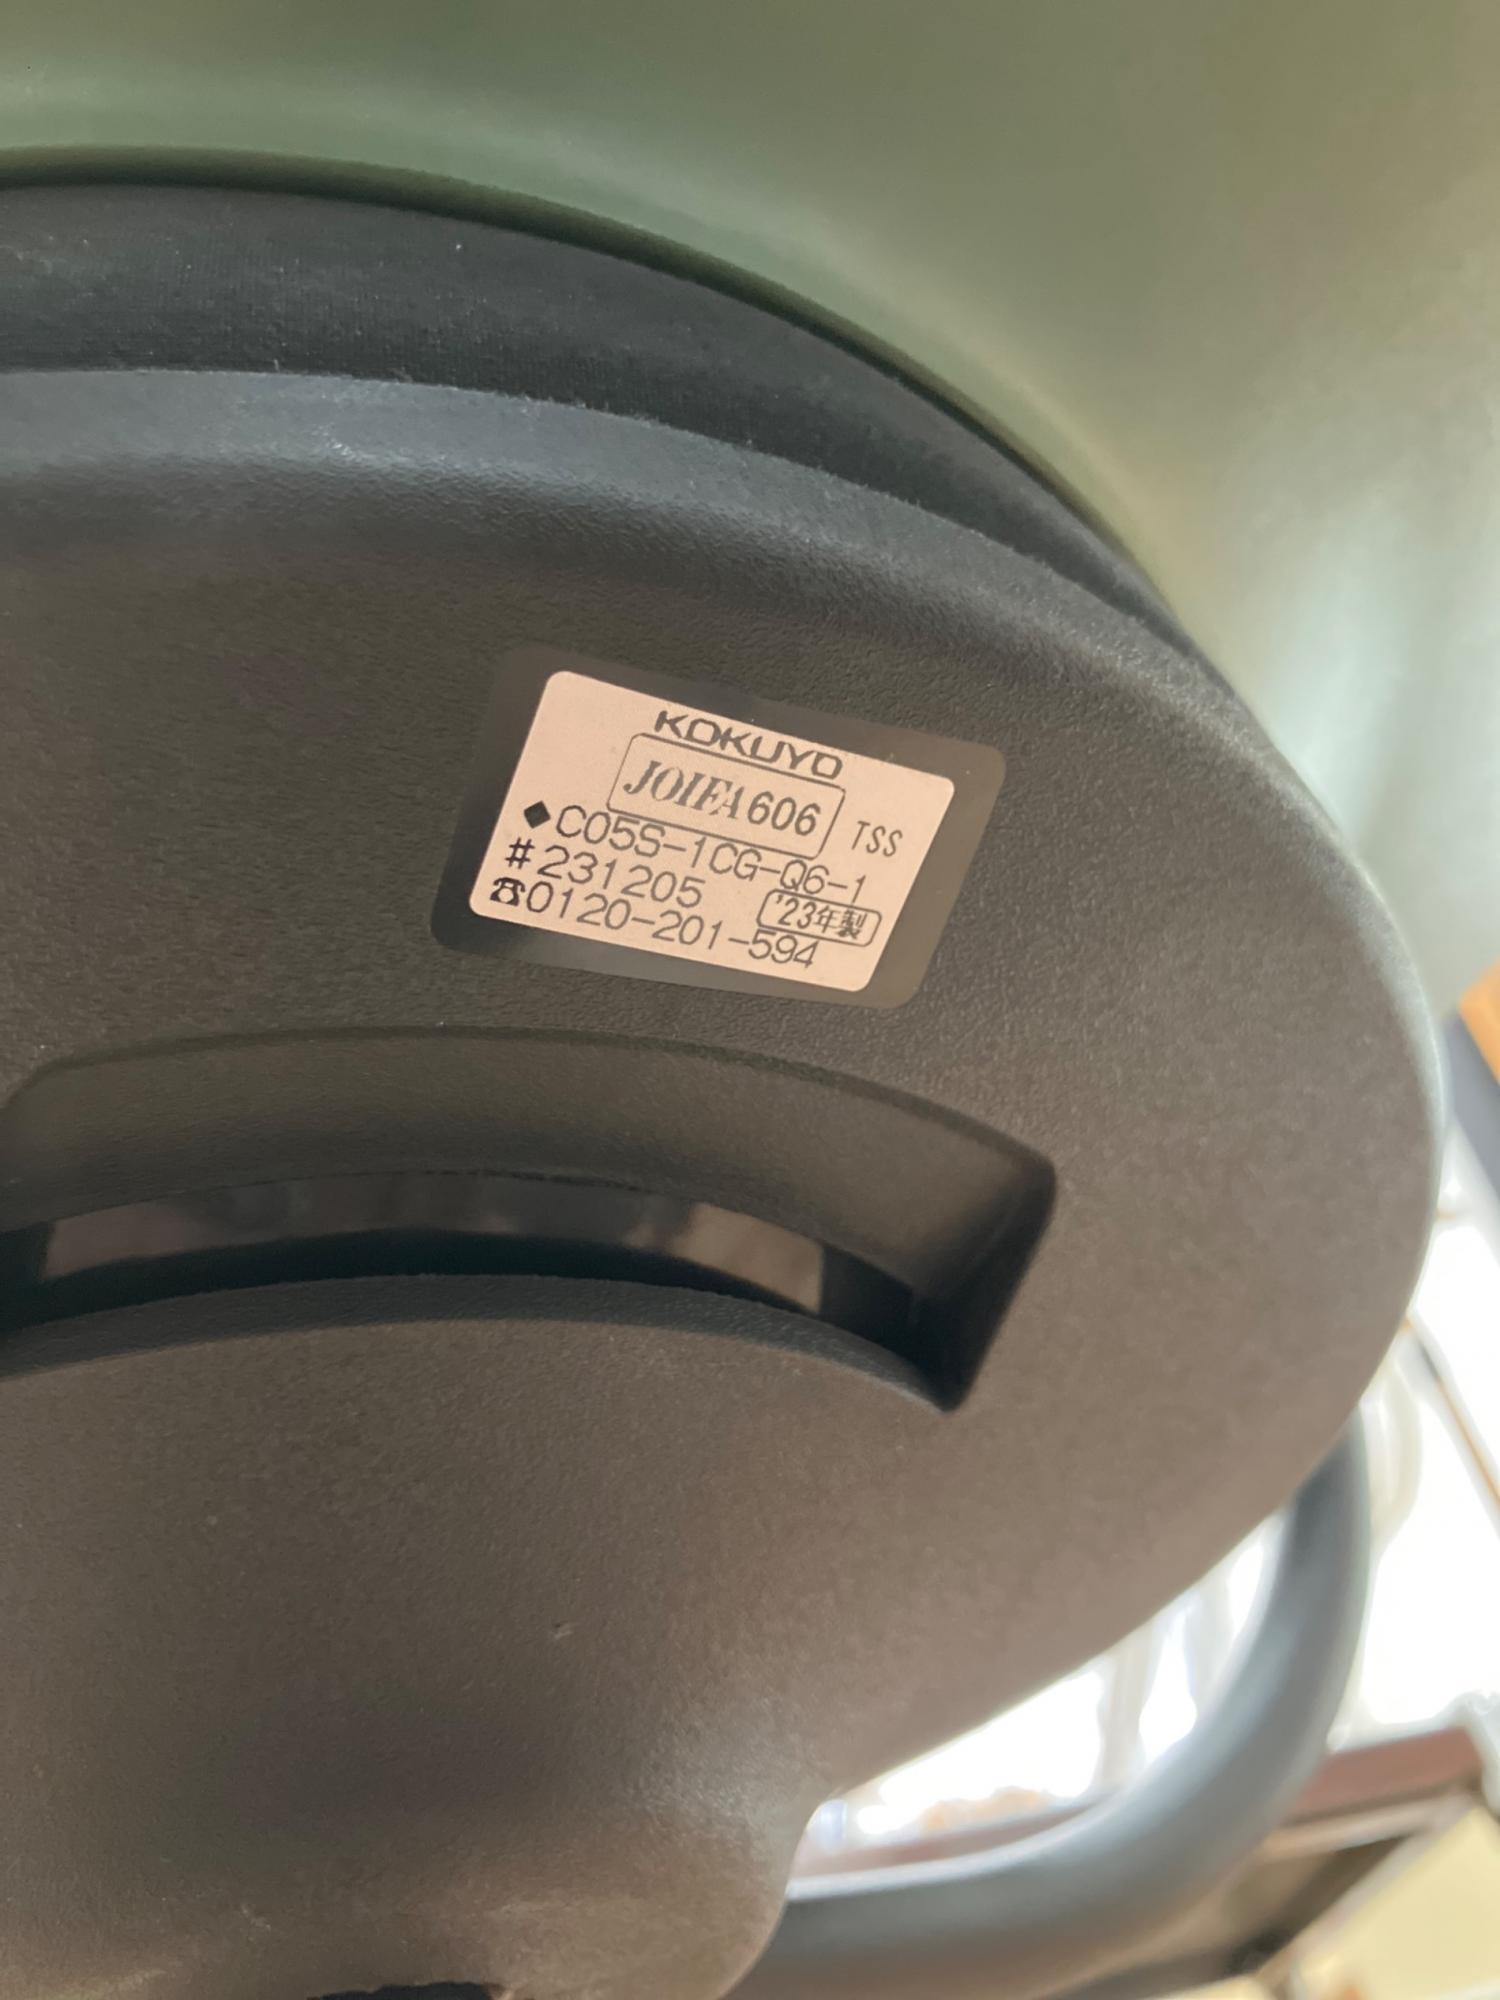 KOKUYO
JOIFA606 TSS
◆C05S-1CG-Q6-1
#231205 '23年製
☎0120-201-594